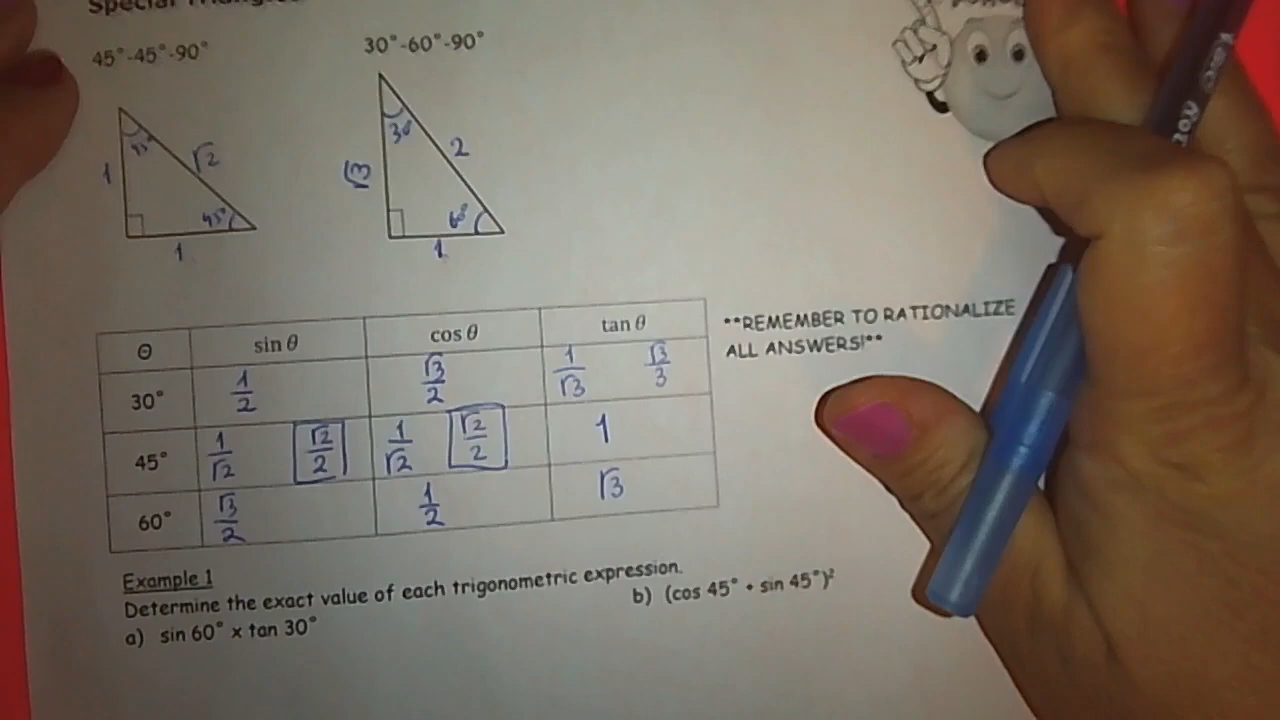 Special
45°-45°-90°
30°-60°-90°
45°
1
√2
45°
1
30°
√3
2
60°
1
Θ sin θ cos θ tan θ
30° 1/2 √3/2 1/√3 √3/3
45° 1/√2 √2/2 1/√2 √2/2 1
60° √3/2 1/2 √3
**REMEMBER TO RATIONALIZE
ALL ANSWERS!**
Example 1
Determine the exact value of each trigonometric expression.
a) sin 60° x tan 30°
b) (cos 45° + sin 45°)²